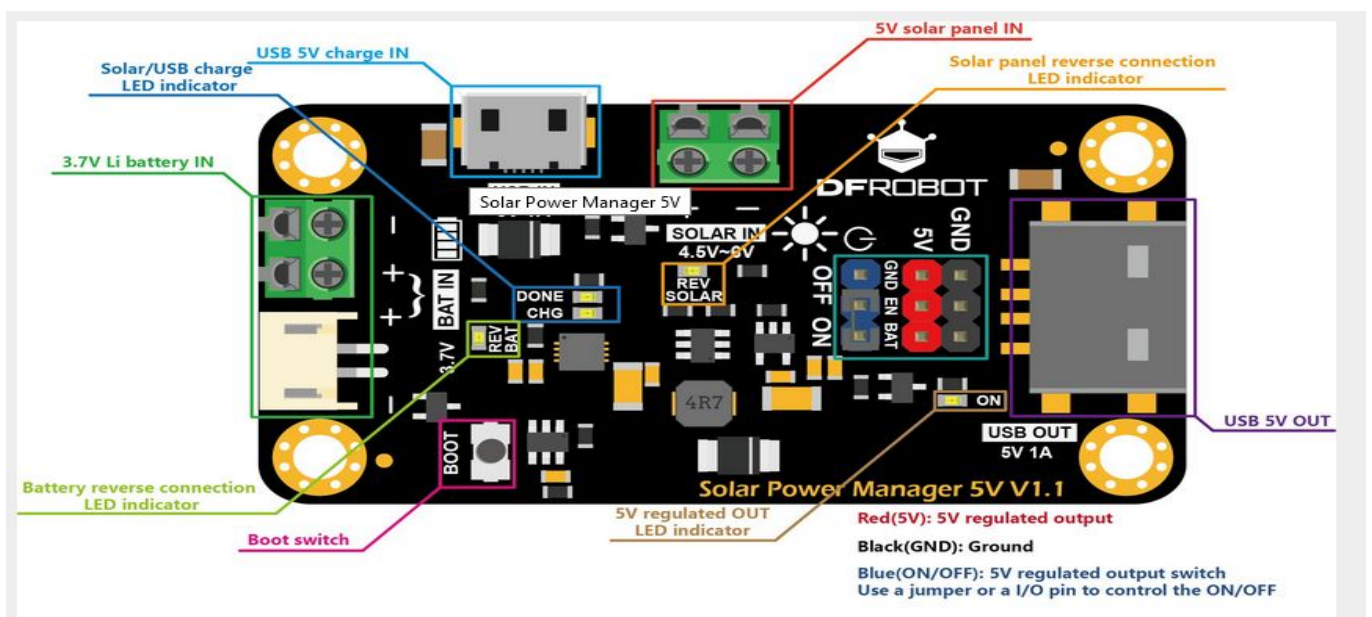 5V solar panel IN
USB 5V charge IN
Solar/USB charge
LED indicator
Solar panel reverse connection
LED indicator
3.7V Li battery IN
DFROBOT
Solar Power Manager 5V
+ −
SOLAR IN
4.5V~6V
REV
SOLAR
− + + −
BAT IN
3.7V
DONE
CHG
REV
BAT
OFF ON
GND EN BAT
5V
GND
4R7
ON
BOOT
USB OUT
5V 1A
USB 5V OUT
Solar Power Manager 5V V1.1
Battery reverse connection
LED indicator
Boot switch
5V regulated OUT
LED indicator
Red(5V): 5V regulated output
Black(GND): Ground
Blue(ON/OFF): 5V regulated output switch
Use a jumper or a I/O pin to control the ON/OFF